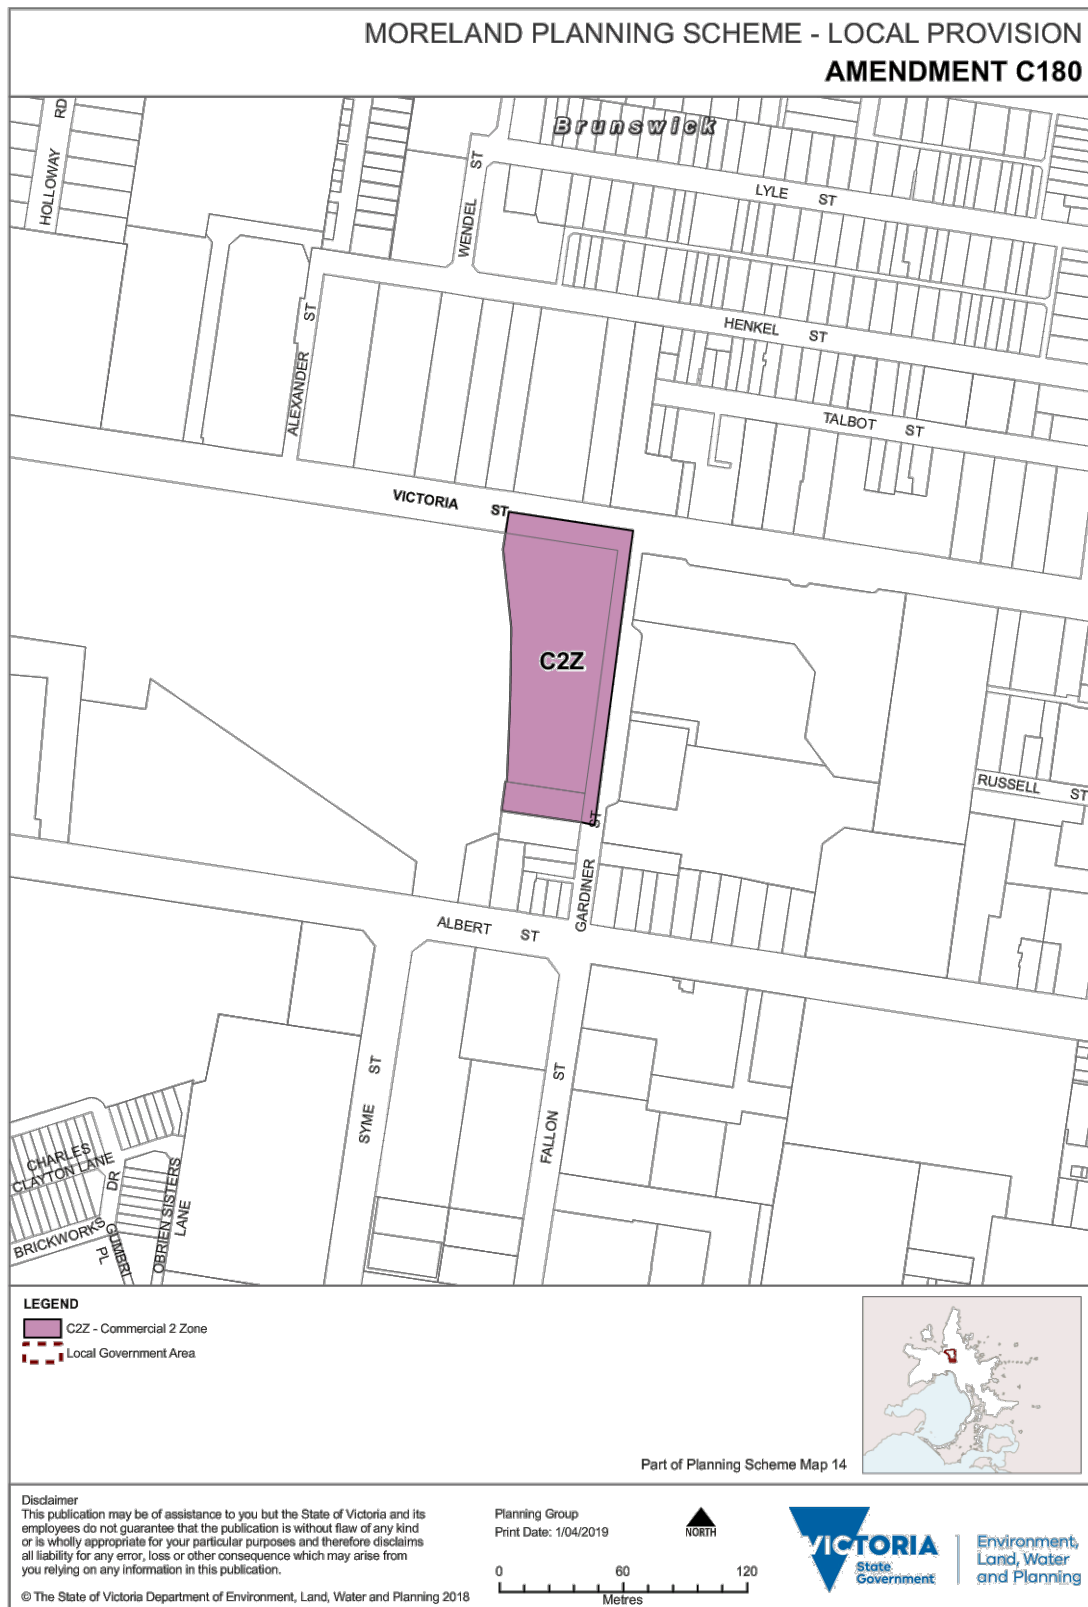 MORELAND PLANNING SCHEME - LOCAL PROVISION
AMENDMENT C180
Brunswick
HOLLOWAY RD
WENDEL ST
LYLE ST
HENKEL ST
ALEXANDER ST
TALBOT ST
VICTORIA ST
C2Z
RUSSELL ST
GARDINER ST
ALBERT ST
SYME ST
FALLON ST
CHARLES
CLAYTON LANE
BRICKWORKS DR
GUMBRI
PL
OBRIEN SISTERS
LANE
LEGEND
C2Z - Commercial 2 Zone
Local Government Area
Part of Planning Scheme Map 14
Disclaimer
This publication may be of assistance to you but the State of Victoria and its
employees do not guarantee that the publication is without flaw of any kind
or is wholly appropriate for your particular purposes and therefore disclaims
all liability for any error, loss or other consequence which may arise from
you relying on any information in this publication.
© The State of Victoria Department of Environment, Land, Water and Planning 2018
Planning Group
Print Date: 1/04/2019
NORTH
0 60 120
Metres
VICTORIA
State
Government
Environment,
Land, Water
and Planning